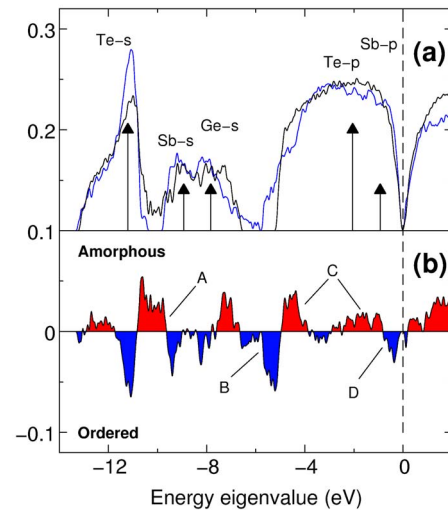 0.3
Te−s
Sb−p
(a)
Te−p
Sb−s
Ge−s
0.2
0.1
Amorphous
(b)
A
C
0
B
D
−0.1
Ordered
−12
−8
−4
0
Energy eigenvalue (eV)